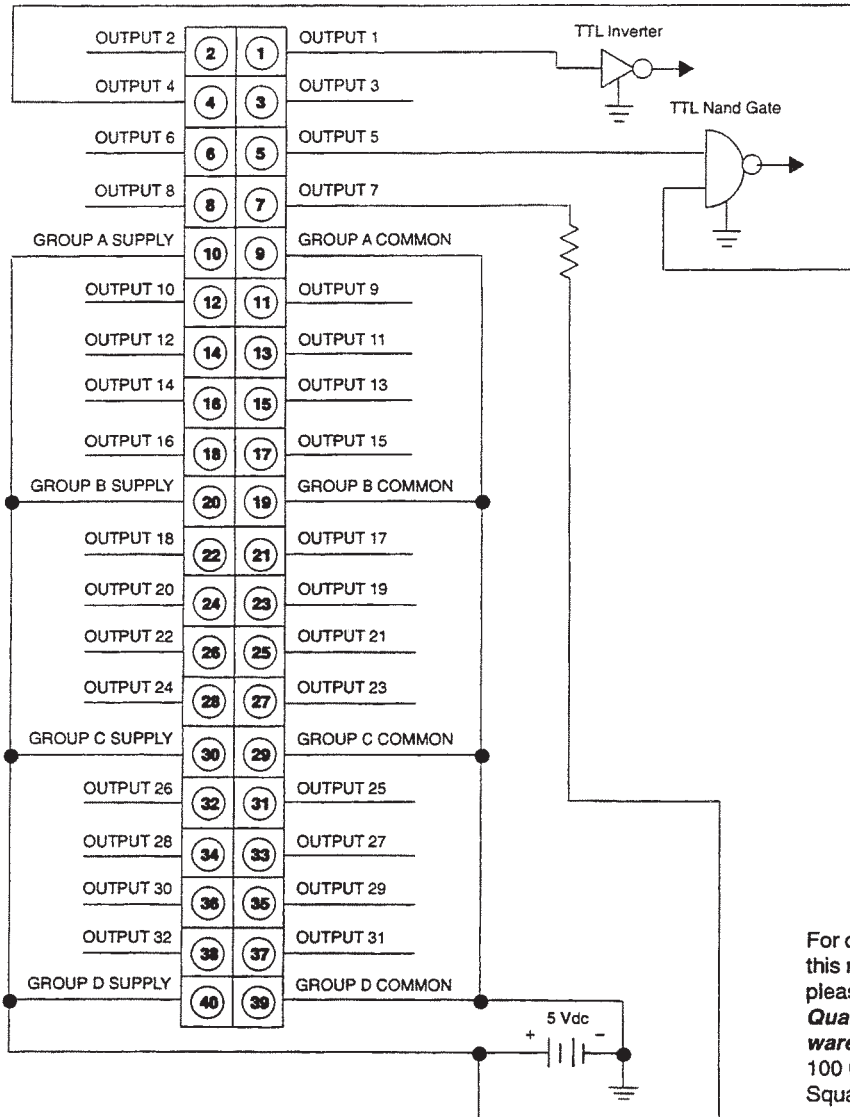 OUTPUT 2 2 1 OUTPUT 1 TTL Inverter
OUTPUT 4 4 3 OUTPUT 3
TTL Nand Gate
OUTPUT 6 6 5 OUTPUT 5
OUTPUT 8 8 7 OUTPUT 7
GROUP A SUPPLY 10 9 GROUP A COMMON
OUTPUT 10 12 11 OUTPUT 9
OUTPUT 12 14 13 OUTPUT 11
OUTPUT 14 16 15 OUTPUT 13
OUTPUT 16 18 17 OUTPUT 15
GROUP B SUPPLY 20 19 GROUP B COMMON
OUTPUT 18 22 21 OUTPUT 17
OUTPUT 20 24 23 OUTPUT 19
OUTPUT 22 26 25 OUTPUT 21
OUTPUT 24 28 27 OUTPUT 23
GROUP C SUPPLY 30 29 GROUP C COMMON
OUTPUT 26 32 31 OUTPUT 25
OUTPUT 28 34 33 OUTPUT 27
OUTPUT 30 36 35 OUTPUT 29
OUTPUT 32 38 37 OUTPUT 31
GROUP D SUPPLY 40 39 GROUP D COMMON
5 Vdc
+ −
For
this
100